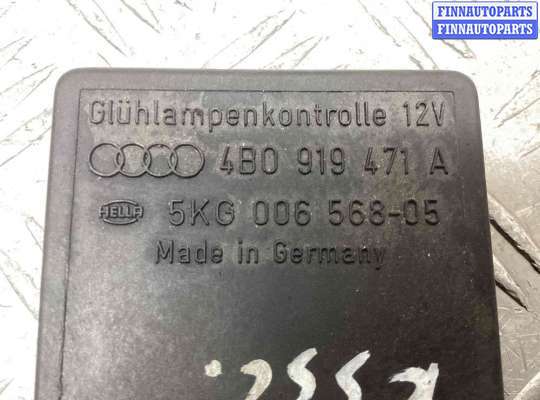 FINNAUTOPARTS
FINNAUTOPARTS
Glühlampenkontrolle 12V
4B0 919 471 A
HELLA 5KG 006 568-05
Made in Germany